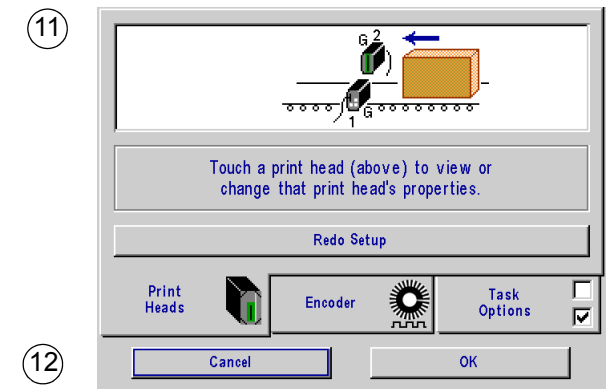 11
G 2
1 G
Touch a print head (above) to view or
change that print head's properties.
Redo Setup
Print
Heads
Encoder
Task
Options
12
Cancel
OK